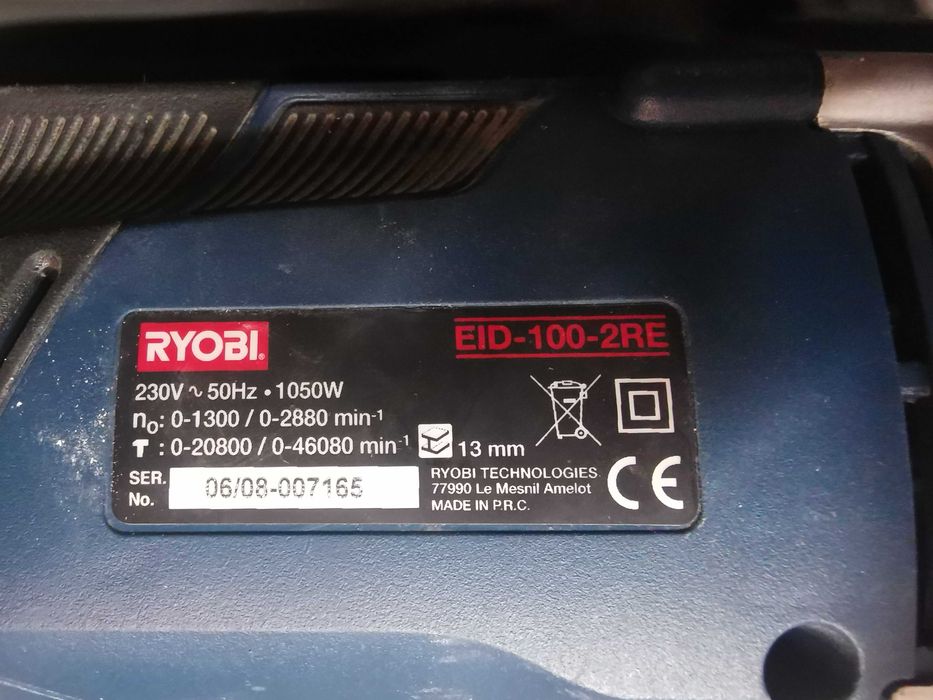 RYOBI®
EID-100-2RE
230V ~ 50Hz • 1050W
n₀: 0-1300 / 0-2880 min⁻¹
: 0-20800 / 0-46080 min⁻¹
13 mm
SER. No. 06/08-007165
RYOBI TECHNOLOGIES
77990 Le Mesnil Amelot
MADE IN P.R.C.
CE